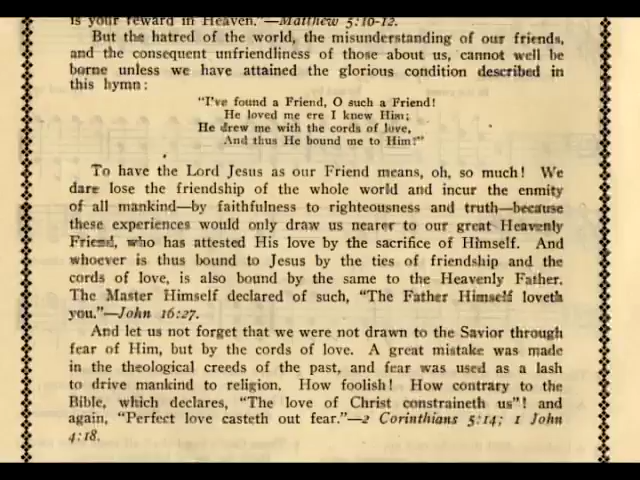 is your reward in Heaven."—Matthew 5:10-12.
But the hatred of the world, the misunderstanding of our friends,
and the consequent unfriendliness of those about us, cannot well be
borne unless we have attained the glorious condition described in
this hymn:
"I've found a Friend, O such a Friend!
He loved me ere I knew Him;
He drew me with the cords of love,
And thus He bound me to Him!"
To have the Lord Jesus as our Friend means, oh, so much! We
dare lose the friendship of the whole world and incur the enmity
of all mankind—by faithfulness to righteousness and truth—because
these experiences would only draw us nearer to our great Heavenly
Friend, who has attested His love by the sacrifice of Himself. And
whoever is thus bound to Jesus by the ties of friendship and the
cords of love, is also bound by the same to the Heavenly Father.
The Master Himself declared of such, "The Father Himself loveth
you."—John 16:27.
And let us not forget that we were not drawn to the Savior through
fear of Him, but by the cords of love. A great mistake was made
in the theological creeds of the past, and fear was used as a lash
to drive mankind to religion. How foolish! How contrary to the
Bible, which declares, "The love of Christ constraineth us"! and
again, "Perfect love casteth out fear."—2 Corinthians 5:14; 1 John
4:18.